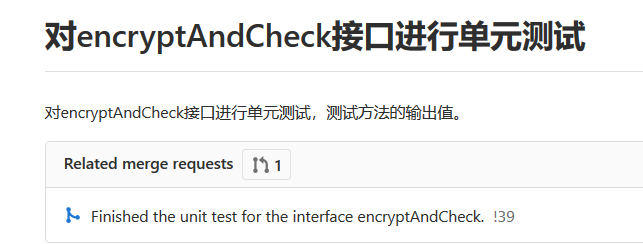 对encryptAndCheck接口进行单元测试
对encryptAndCheck接口进行单元测试，测试方法的输出值。
Related merge requests 1
Finished the unit test for the interface encryptAndCheck. !39